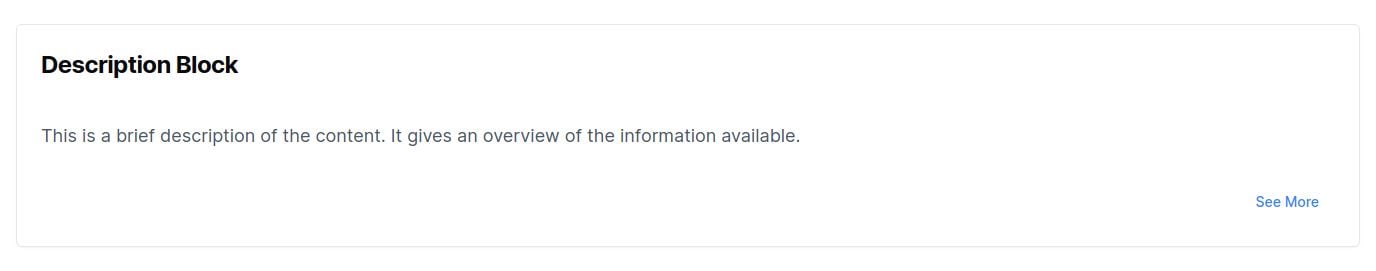 Description Block
This is a brief description of the content. It gives an overview of the information available.
See More